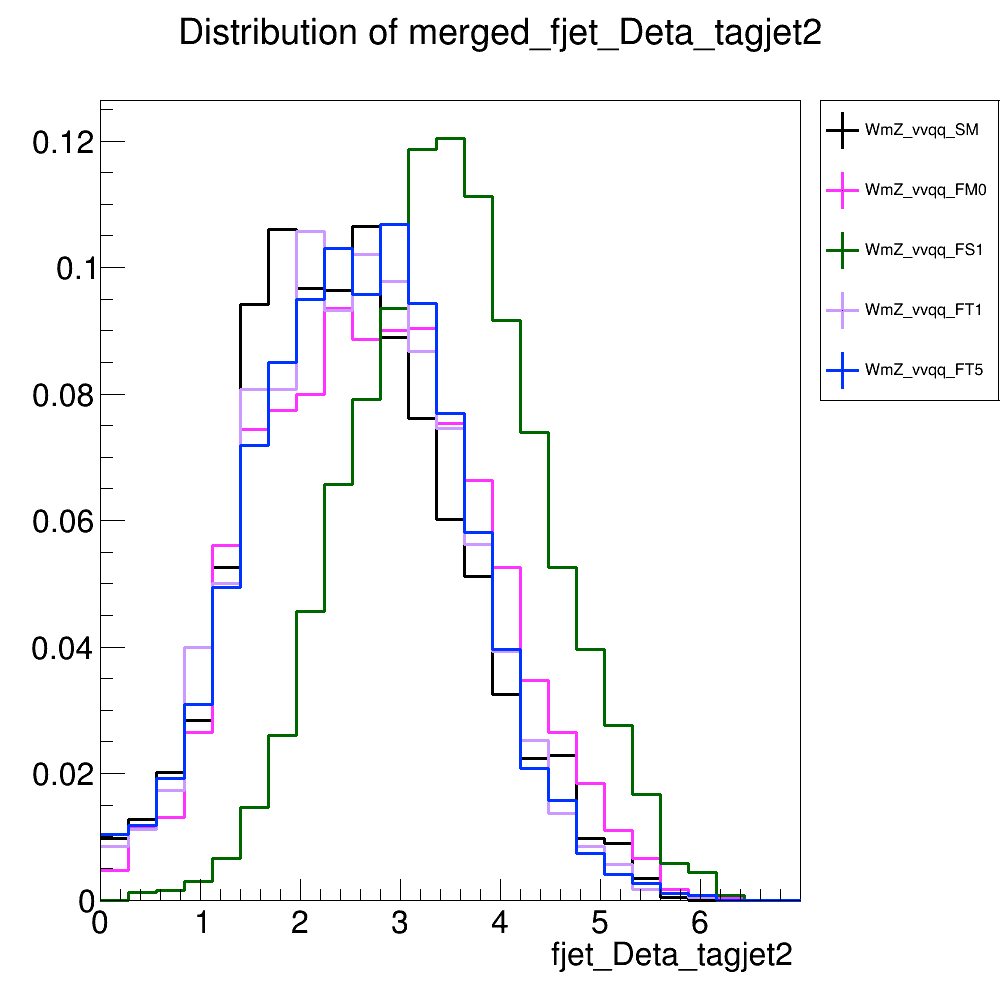 Distribution of merged_fjet_Deta_tagjet2
0.12
0.1
0.08
0.06
0.04
0.02
0
0 1 2 3 4 5 6
fjet_Deta_tagjet2
WmZ_vvqq_SM
WmZ_vvqq_FM0
WmZ_vvqq_FS1
WmZ_vvqq_FT1
WmZ_vvqq_FT5